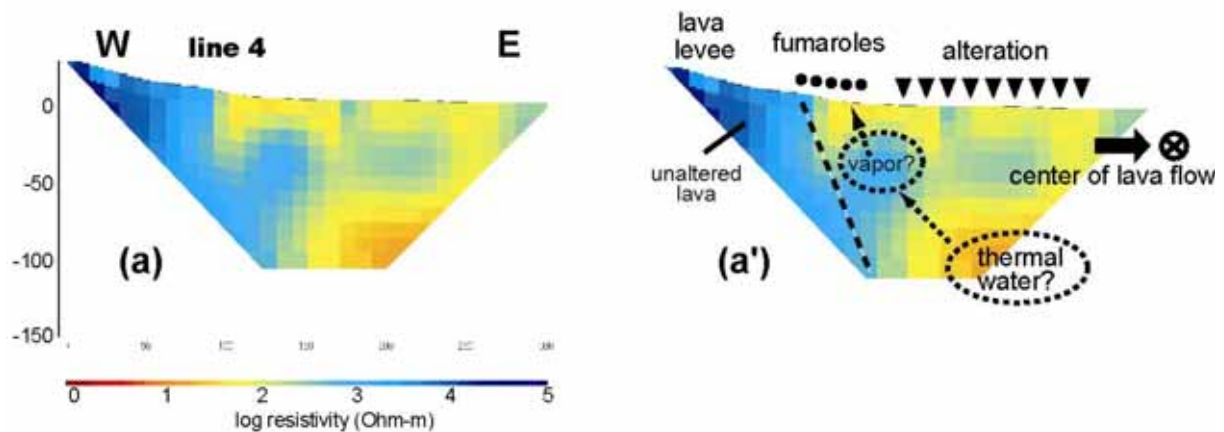 W
line 4
E
0
-50
-100
-150
(a)
0
1
2
3
4
5
log resistivity (Ohm-m)
lava
levee
fumaroles
alteration
unaltered
lava
vapor?
center of lava flow
(a')
thermal
water?